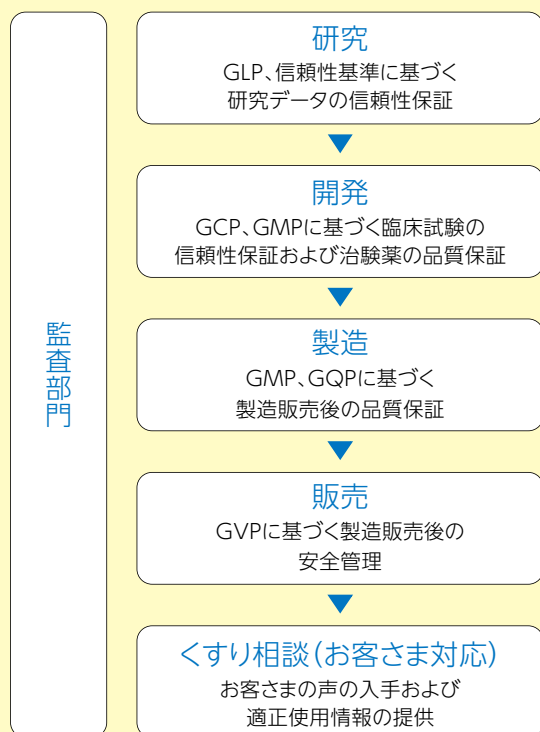 監査部門
研究
GLP、信頼性基準に基づく
研究データの信頼性保証
開発
GCP、GMPに基づく臨床試験の
信頼性保証および治験薬の品質保証
製造
GMP、GQPに基づく
製造販売後の品質保証
販売
GVPに基づく製造販売後の
安全管理
くすり相談(お客さま対応)
お客さまの声の入手および
適正使用情報の提供